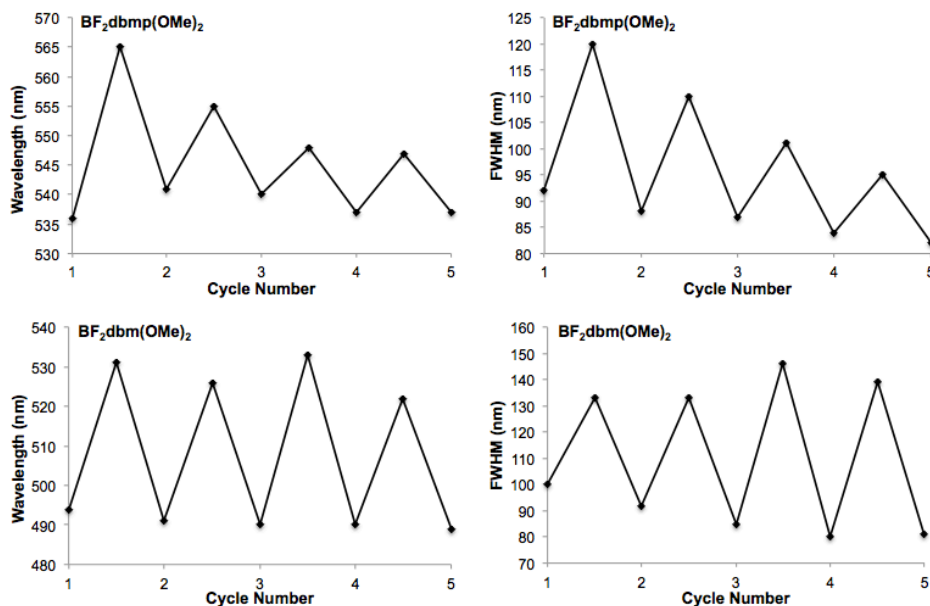 BF₂dbmp(OMe)₂
Wavelength (nm)
570
565
560
555
550
545
540
535
530
1 2 3 4 5
Cycle Number
BF₂dbmp(OMe)₂
FWHM (nm)
125
120
115
110
105
100
95
90
85
80
1 2 3 4 5
Cycle Number
BF₂dbm(OMe)₂
Wavelength (nm)
540
530
520
510
500
490
480
1 2 3 4 5
Cycle Number
BF₂dbm(OMe)₂
FWHM (nm)
160
150
140
130
120
110
100
90
80
70
1 2 3 4 5
Cycle Number